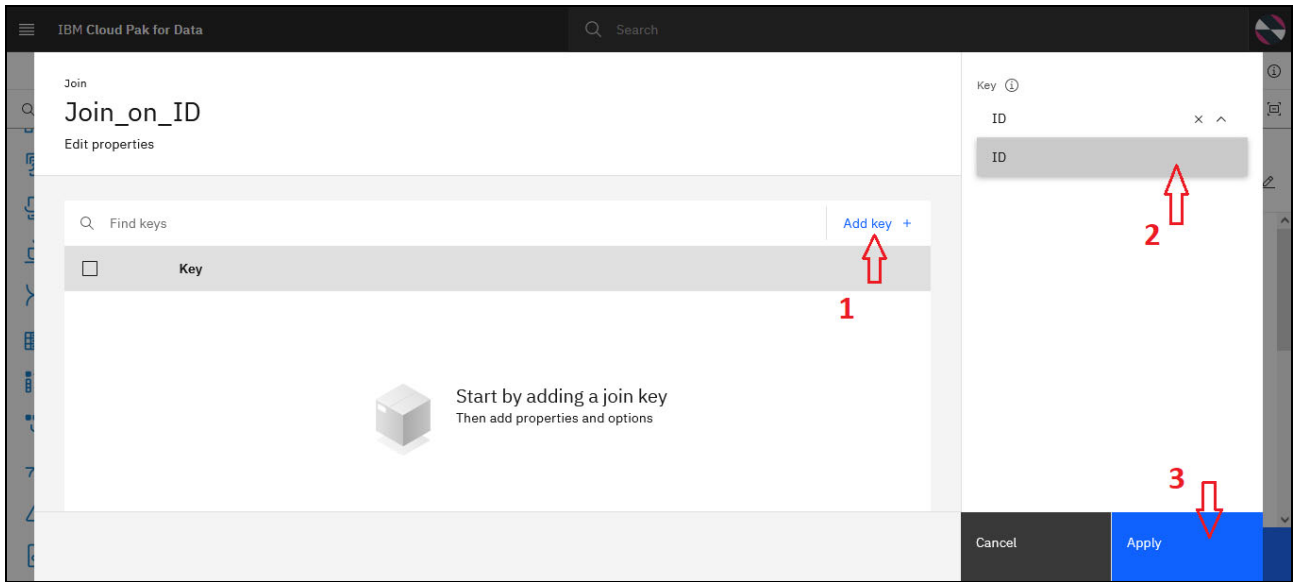 IBM Cloud Pak for Data
Search
Join
Join_on_ID
Edit properties
Find keys
Add key +
Key
1
Start by adding a join key
Then add properties and options
Key
ID
ID
2
3
Cancel
Apply